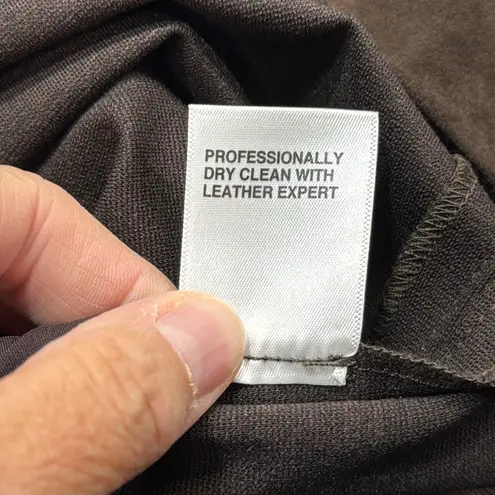 PROFESSIONALLY
DRY CLEAN WITH
LEATHER EXPERT